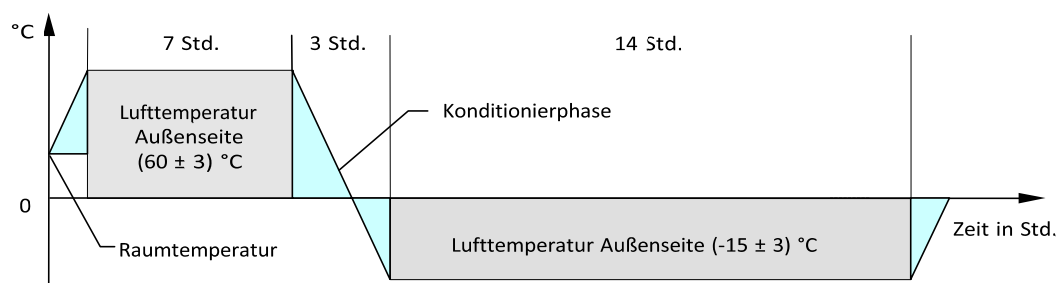 °C
7 Std.
3 Std.
14 Std.
Lufttemperatur
Außenseite
(60 ± 3) °C
Konditionierphase
0
Raumtemperatur
Lufttemperatur Außenseite (-15 ± 3) °C
Zeit in Std.